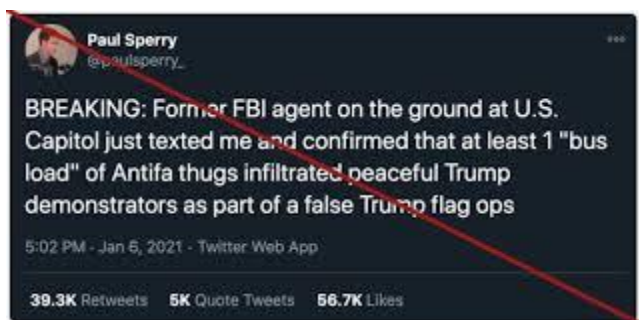 Paul Sperry
@paulsperry_
BREAKING: Former FBI agent on the ground at U.S.
Capitol just texted me and confirmed that at least 1 "bus
load" of Antifa thugs infiltrated peaceful Trump
demonstrators as part of a false Trump flag ops
5:02 PM - Jan 6, 2021 - Twitter Web App
39.3K Retweets 5K Quote Tweets 56.7K Likes